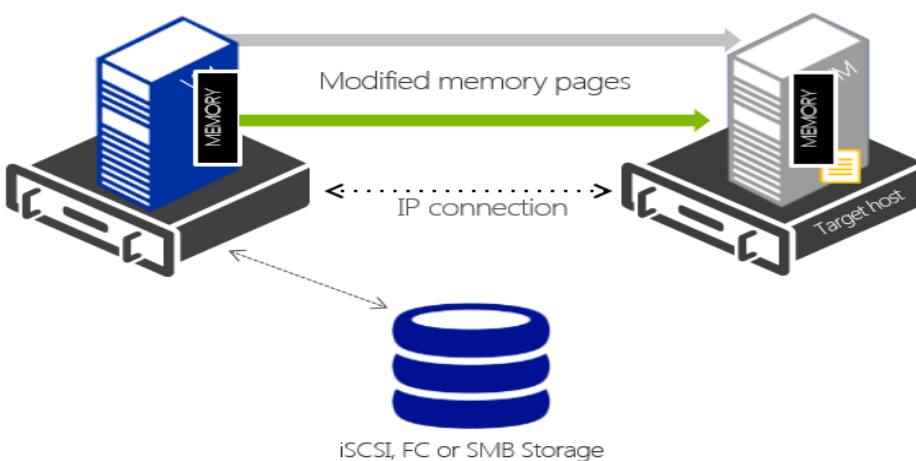 MEMORY
Modified memory pages
MEMORY
IP connection
Target host
iSCSI, FC or SMB Storage